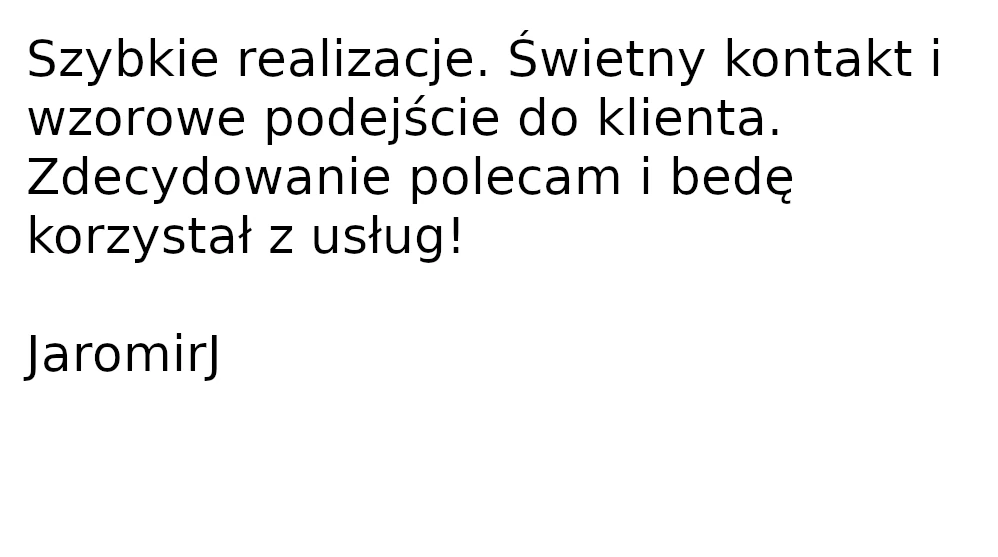 Szybkie realizacje. Świetny kontakt i
wzorowe podejście do klienta.
Zdecydowanie polecam i bedę
korzystał z usług!
JaromirJ